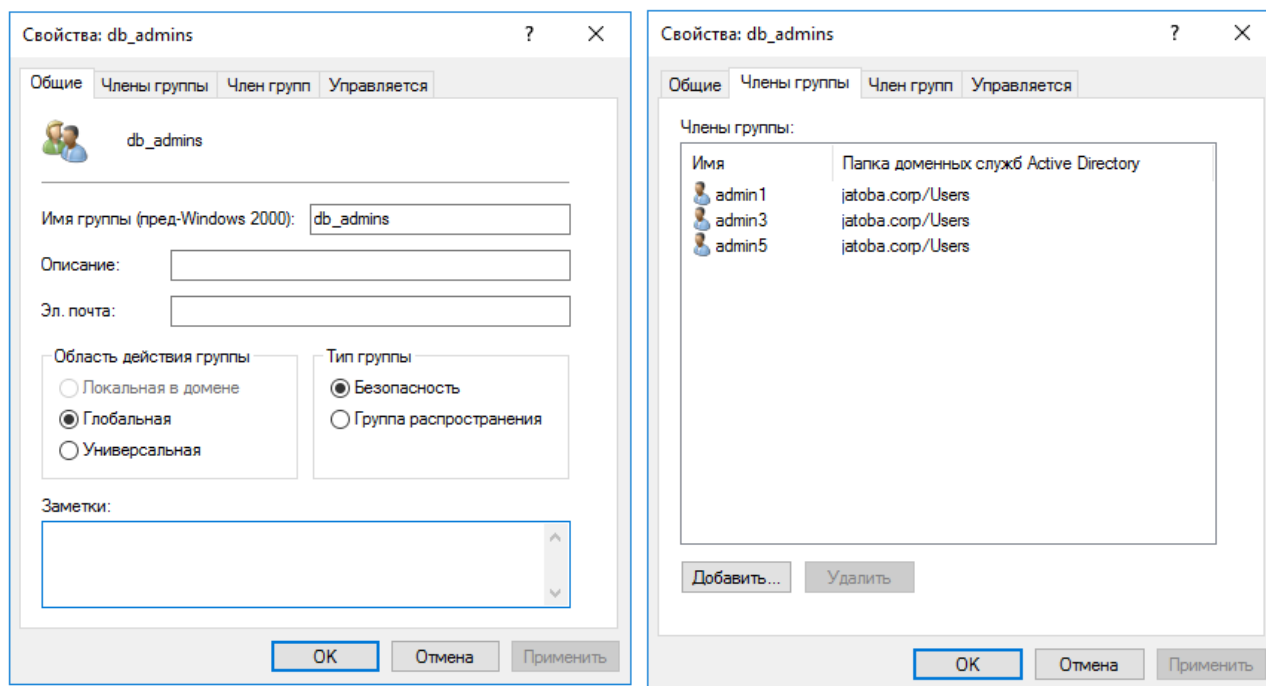 Свойства: db_admins
Общие Члены группы Член групп Управляется
db_admins
Имя группы (пред-Windows 2000): db_admins
Описание:
Эл. почта:
Область действия группы
Локальная в домене
Глобальная
Универсальная
Тип группы
Безопасность
Группа распространения
Заметки:
OK Отмена Применить
Свойства: db_admins
Общие Члены группы Член групп Управляется
Члены группы:
Имя Папка доменных служб Active Directory
admin1 jatoba.corp/Users
admin3 jatoba.corp/Users
admin5 jatoba.corp/Users
Добавить... Удалить
OK Отмена Применить